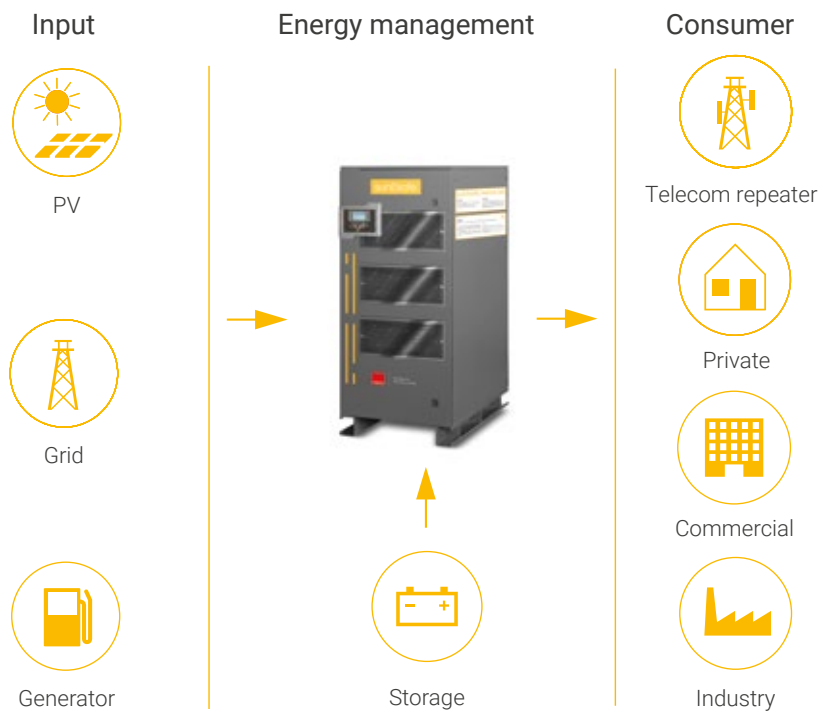 Input
Energy management
Consumer
PV
Grid
Generator
Storage
Telecom repeater
Private
Commercial
Industry